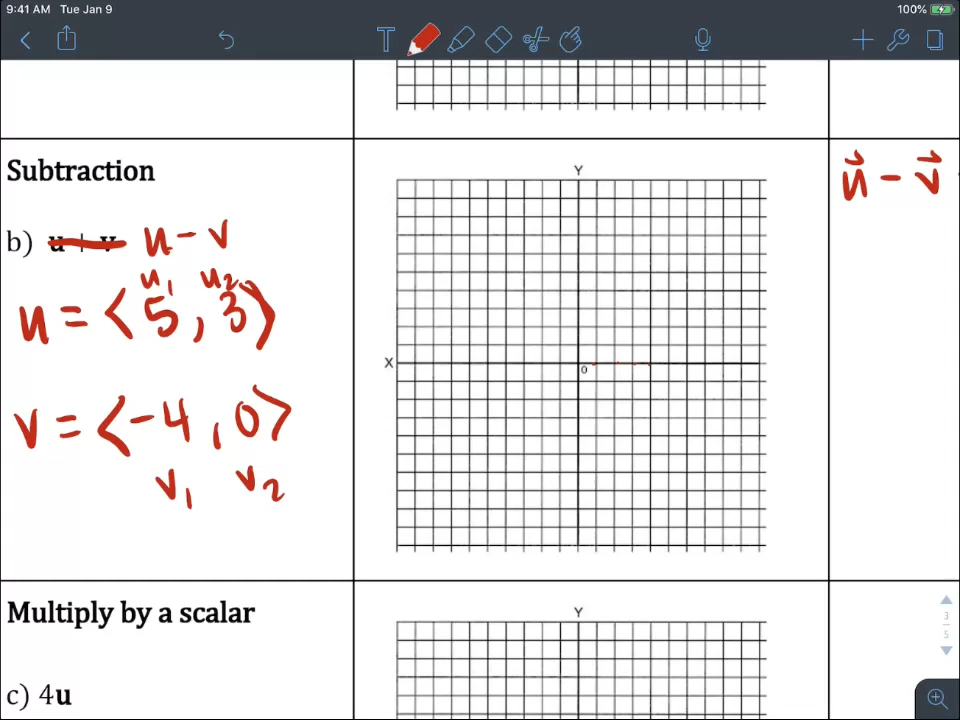 9:41 AM Tue Jan 9
100%
T
Subtraction
b) u + v u - v
u₁ u₂
u = < 5 , 3 >
v = < -4 , 0 >
v₁ v₂
Y
X
0
u⃗ - v⃗
Multiply by a scalar
c) 4u
Y
3
5